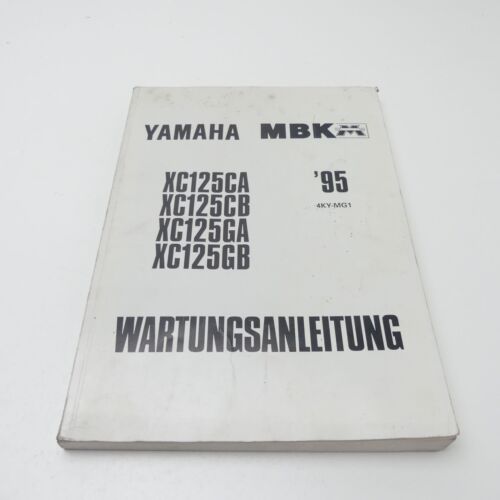 YAMAHA MBK
XC125CA '95
XC125CB 4KY-MG1
XC125GA
XC125GB
WARTUNGSANLEITUNG